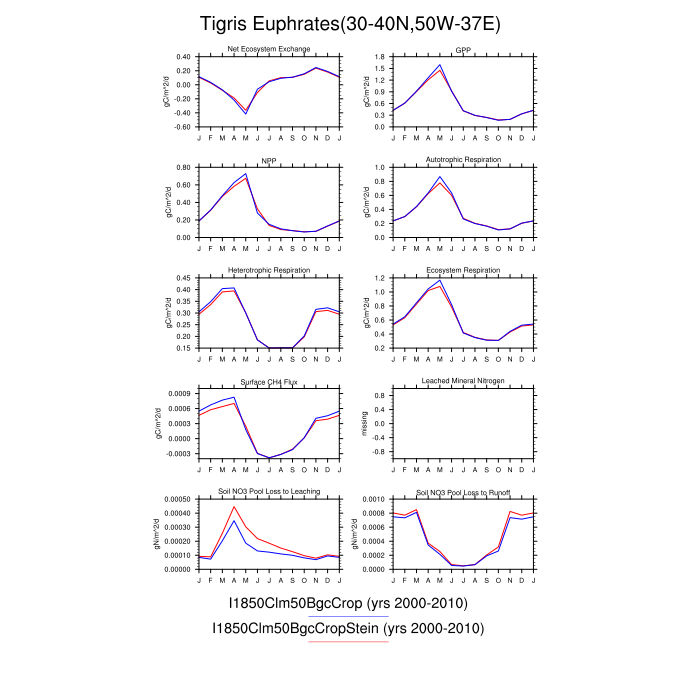 Tigris Euphrates(30-40N,50W-37E)
Net Ecosystem Exchange
gC/m^2/d
0.40
0.20
0.00
-0.20
-0.40
-0.60
J F M A M J J A S O N D J
GPP
gC/m^2/d
1.8
1.5
1.2
0.9
0.6
0.3
0.0
J F M A M J J A S O N D J
NPP
gC/m^2/d
0.80
0.60
0.40
0.20
0.00
J F M A M J J A S O N D J
Autotrophic Respiration
gC/m^2/d
1.0
0.8
0.6
0.4
0.2
0.0
J F M A M J J A S O N D J
Heterotrophic Respiration
gC/m^2/d
0.45
0.40
0.35
0.30
0.25
0.20
0.15
J F M A M J J A S O N D J
Ecosystem Respiration
gC/m^2/d
1.2
1.0
0.8
0.6
0.4
0.2
J F M A M J J A S O N D J
Surface CH4 Flux
gC/m^2/d
0.0009
0.0006
0.0003
0.0000
-0.0003
J F M A M J J A S O N D J
Leached Mineral Nitrogen
missing
0.8
0.4
0.0
-0.4
-0.8
J F M A M J J A S O N D J
Soil NO3 Pool Loss to Leaching
gN/m^2/d
0.00050
0.00040
0.00030
0.00020
0.00010
0.00000
J F M A M J J A S O N D J
Soil NO3 Pool Loss to Runoff
gN/m^2/d
0.0010
0.0008
0.0006
0.0004
0.0002
0.0000
J F M A M J J A S O N D J
I1850Clm50BgcCrop (yrs 2000-2010)
I1850Clm50BgcCropStein (yrs 2000-2010)